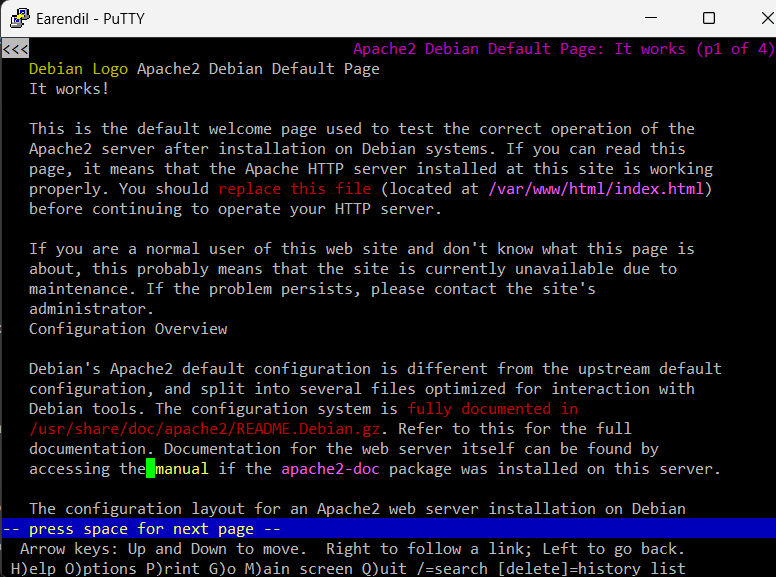 Earendil - PuTTY
<<< Apache2 Debian Default Page: It works (p1 of 4)
Debian Logo Apache2 Debian Default Page
It works!
This is the default welcome page used to test the correct operation of the
Apache2 server after installation on Debian systems. If you can read this
page, it means that the Apache HTTP server installed at this site is working
properly. You should replace this file (located at /var/www/html/index.html)
before continuing to operate your HTTP server.
If you are a normal user of this web site and don't know what this page is
about, this probably means that the site is currently unavailable due to
maintenance. If the problem persists, please contact the site's
administrator.
Configuration Overview
Debian's Apache2 default configuration is different from the upstream default
configuration, and split into several files optimized for interaction with
Debian tools. The configuration system is fully documented in
/usr/share/doc/apache2/README.Debian.gz. Refer to this for the full
documentation. Documentation for the web server itself can be found by
accessing the manual if the apache2-doc package was installed on this server.
The configuration layout for an Apache2 web server installation on Debian
-- press space for next page --
Arrow keys: Up and Down to move. Right to follow a link; Left to go back.
H)elp O)ptions P)rint G)o M)ain screen Q)uit /=search [delete]=history list